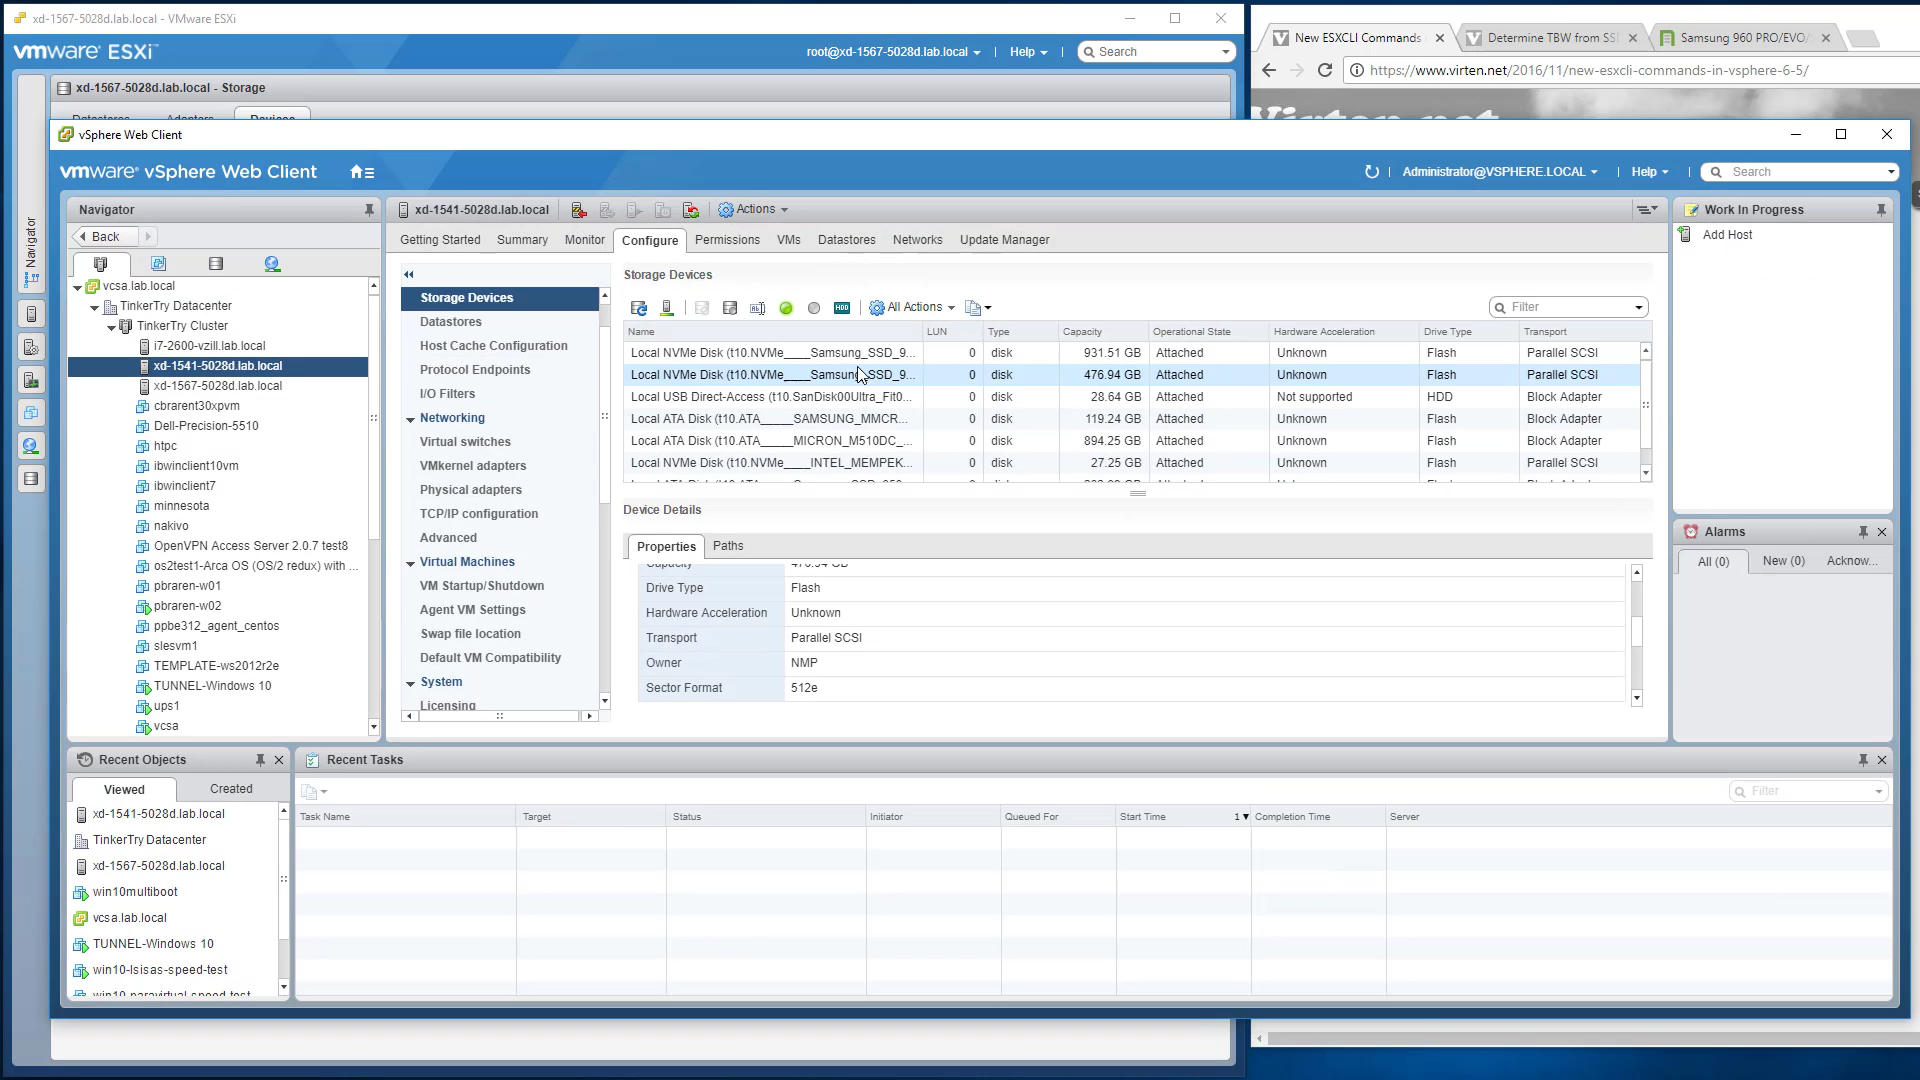 xd-1567-5028d.lab.local - VMware ESXi
vmware ESXi
root@xd-1567-5028d.lab.local
Help
Search
xd-1567-5028d.lab.local - Storage
Navigator
New ESXCLI Commands
Determine TBW from SS
Samsung 960 PRO/EVO
https://www.virten.net/2016/11/new-esxcli-commands-in-vsphere-6-5/
vSphere Web Client
vmware vSphere Web Client
Administrator@VSPHERE.LOCAL
Help
Search
Navigator
Back
vcsa.lab.local
TinkerTry Datacenter
TinkerTry Cluster
i7-2600-vzill.lab.local
xd-1541-5028d.lab.local
xd-1567-5028d.lab.local
cbrarent30xpvm
Dell-Precision-5510
htpc
ibwinclient10vm
ibwinclient7
minnesota
nakivo
OpenVPN Access Server 2.0.7 test8
os2test1-Arca OS (OS/2 redux) with ...
pbraren-w01
pbraren-w02
ppbe312_agent_centos
slesvm1
TEMPLATE-ws2012r2e
TUNNEL-Windows 10
ups1
vcsa
xd-1541-5028d.lab.local
Actions
Getting Started Summary Monitor Configure Permissions VMs Datastores Networks Update Manager
Storage Devices
Datastores
Host Cache Configuration
Protocol Endpoints
I/O Filters
Networking
Virtual switches
VMkernel adapters
Physical adapters
TCP/IP configuration
Advanced
Virtual Machines
VM Startup/Shutdown
Agent VM Settings
Swap file location
Default VM Compatibility
System
Licensing
Storage Devices
HDD
All Actions
Filter
Name LUN Type Capacity Operational State Hardware Acceleration Drive Type Transport
Local NVMe Disk (t10.NVMe____Samsung_SSD_9... 0 disk 931.51 GB Attached Unknown Flash Parallel SCSI
Local NVMe Disk (t10.NVMe____Samsung_SSD_9... 0 disk 476.94 GB Attached Unknown Flash Parallel SCSI
Local USB Direct-Access (t10.SanDisk00Ultra_Fit0... 0 disk 28.64 GB Attached Not supported HDD Block Adapter
Local ATA Disk (t10.ATA_____SAMSUNG_MMCR... 0 disk 119.24 GB Attached Unknown Flash Block Adapter
Local ATA Disk (t10.ATA_____MICRON_M510DC_... 0 disk 894.25 GB Attached Unknown Flash Block Adapter
Local NVMe Disk (t10.NVMe____INTEL_MEMPEK... 0 disk 27.25 GB Attached Unknown Flash Parallel SCSI
Device Details
Properties Paths
Capacity 476.94 GB
Drive Type Flash
Hardware Acceleration Unknown
Transport Parallel SCSI
Owner NMP
Sector Format 512e
Work In Progress
Add Host
Alarms
All (0) New (0) Acknow...
Recent Objects
Viewed Created
xd-1541-5028d.lab.local
TinkerTry Datacenter
xd-1567-5028d.lab.local
win10multiboot
vcsa.lab.local
TUNNEL-Windows 10
win10-lsisas-speed-test
win10-paravirtual-speed-test
Recent Tasks
Filter
Task Name Target Status Initiator Queued For Start Time 1 Completion Time Server